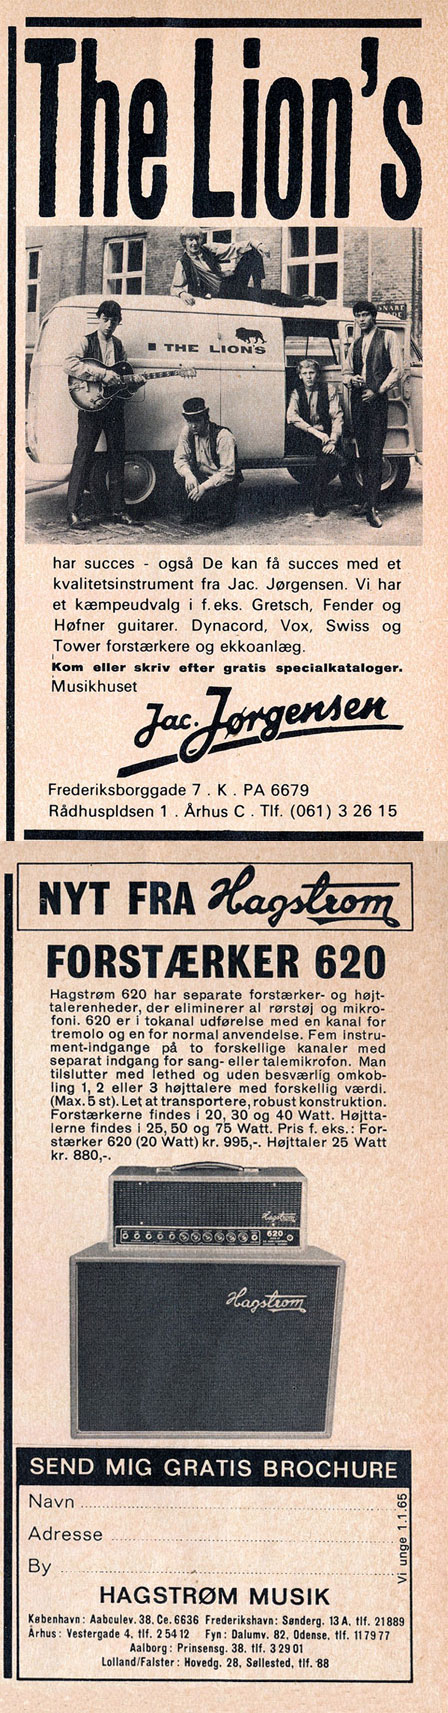 The Lion's
THE LION'S
har succes - også De kan få succes med et
kvalitetsinstrument fra Jac. Jørgensen. Vi har
et kæmpeudvalg i f.eks. Gretsch, Fender og
Høfner guitarer. Dynacord, Vox, Swiss og
Tower forstærkere og ekkoanlæg.
Kom eller skriv efter gratis specialkataloger.
Musikhuset
Jac. Jørgensen
Frederiksborggade 7 . K . PA 6679
Rådhuspldsen 1 . Århus C . Tlf. (061) 3 26 15
NYT FRA Hagstrom
FORSTÆRKER 620
Hagstrøm 620 har separate forstærker- og højt-
talerenheder, der eliminerer al rørstøj og mikro-
foni. 620 er i tokanal udførelse med en kanal for
tremolo og en for normal anvendelse. Fem instru-
ment-indgange på to forskellige kanaler med
separat indgang for sang- eller talemikrofon. Man
tilslutter med lethed og uden besværlig omkob-
ling 1, 2 eller 3 højttalere med forskellig værdi.
(Max. 5 st). Let at transportere, robust konstruktion.
Forstærkerne findes i 20, 30 og 40 Watt. Højtta-
lerne findes i 25, 50 og 75 Watt. Pris f. eks.: For-
stærker 620 (20 Watt) kr. 995,-. Højttaler 25 Watt
kr. 880,-.
Hagstrom
620
Hagstrom
SEND MIG GRATIS BROCHURE
Navn
Adresse
By
Vi unge 1.1.65
HAGSTRØM MUSIK
København: Aaboulev. 38. Ce. 6636 Frederikshavn: Sønderg. 13 A, tlf. 21889
Århus: Vestergade 4, tlf. 25412 Fyn: Dalumv. 82, Odense, tlf. 117977
Aalborg: Prinsensg. 38, tlf. 32901
Lolland/Falster: Hovedg. 28, Søllested, tlf. '88